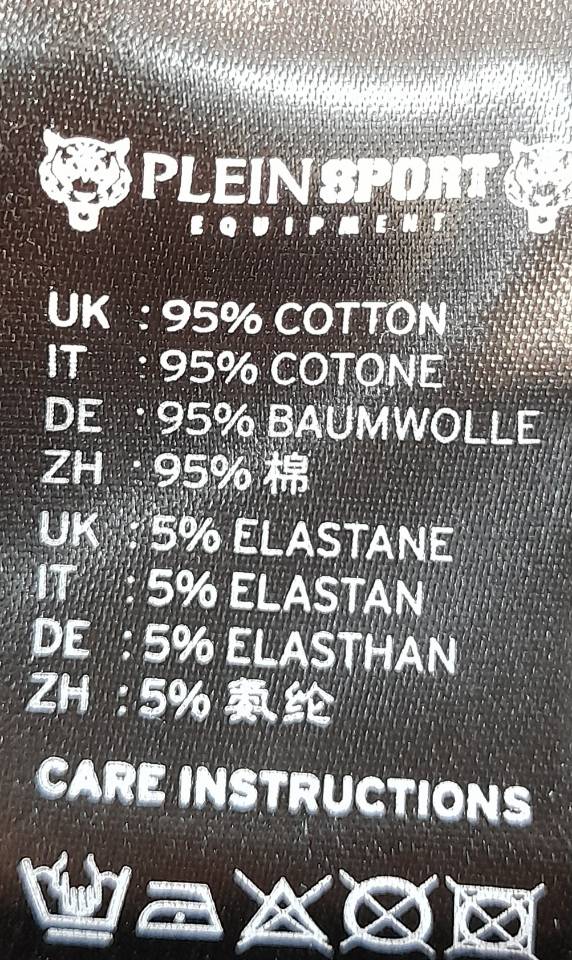 PLEIN SPORT
EQUIPMENT
UK : 95% COTTON
IT : 95% COTONE
DE : 95% BAUMWOLLE
ZH : 95% 棉
UK : 5% ELASTANE
IT : 5% ELASTAN
DE : 5% ELASTHAN
ZH : 5% 氨纶
CARE INSTRUCTIONS